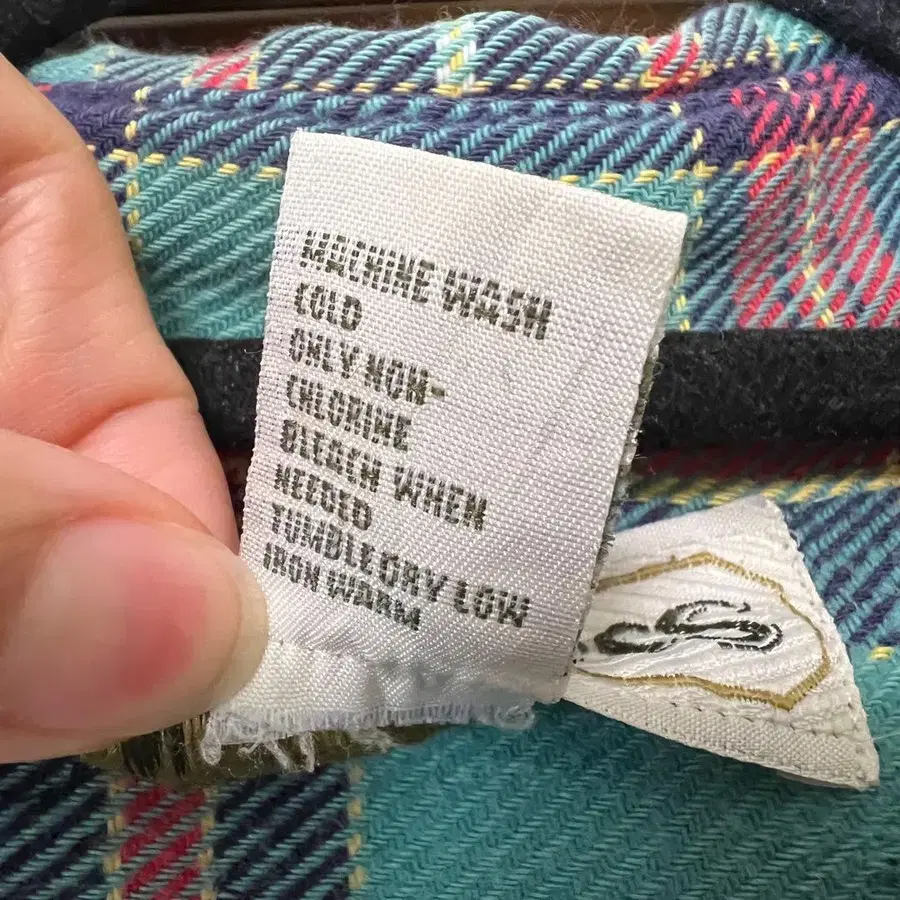 MACHINE WASH
COLD
ONLY NON-
CHLORINE
BLEACH WHEN
NEEDED
TUMBLE DRY LOW
IRON WARM